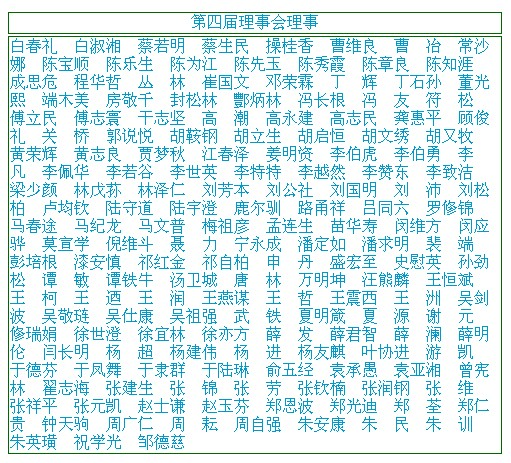 第四届理事会理事
白春礼 白淑湘 蔡若明 蔡生民 操桂香 曹维良 曹 冶 常沙
娜 陈宝顺 陈乐生 陈为江 陈先玉 陈秀霞 陈章良 陈知涯
成思危 程华哲 丛 林 崔国文 邓荣霖 丁 辉 丁石孙 董光
熙 端木美 房敬千 封松林 酆炳林 冯长根 冯 友 符 松
傅立民 傅志寰 干志坚 高 潮 高永建 高志民 龚惠平 顾俊
礼 关 桥 郭说悦 胡鞍钢 胡立生 胡启恒 胡文绣 胡又牧
黄荣辉 黄志良 贾梦秋 江春泽 姜明资 李伯虎 李伯勇 李
凡 李佩华 李若谷 李世英 李特特 李越然 李赞东 李致洁
梁少颜 林戊荪 林泽仁 刘芳本 刘公社 刘国明 刘 沛 刘松
柏 卢均钦 陆守道 陆宇澄 鹿尔驯 路甬祥 吕同六 罗修锦
马春途 马纪龙 马文普 梅祖彦 孟连生 苗华寿 闵维方 闵应
骅 莫宣学 倪维斗 聂 力 宁永成 潘定如 潘求明 裴 端
彭培根 漆安慎 祁红金 祁自柏 申 丹 盛宏至 史慰英 孙劲
松 谭 敏 谭铁牛 汤卫城 唐 林 万明坤 汪熊麟 王恒斌
王 柯 王 迺 王 润 王燕谋 王 哲 王震西 王 洲 吴剑
波 吴敬琏 吴仕康 吴祖强 武 铁 夏明箴 夏 源 谢 元
修瑞娟 徐世澄 徐宜林 徐亦方 薛 发 薛君智 薛 澜 薛明
伦 闫长明 杨 超 杨建伟 杨 进 杨友麒 叶协进 游 凯
于德芬 于凤舞 于隶群 于陆琳 俞五经 袁承愚 袁亚湘 曾宪
林 翟志海 张建生 张 锦 张 劳 张钦楠 张润钢 张 维
张祥平 张元凯 赵士谦 赵玉芬 郑恩波 郑光迪 郑 荃 郑仁
贵 钟天驹 周广仁 周 耘 周自强 朱安康 朱 民 朱 训
朱英璜 祝学光 邹德慈